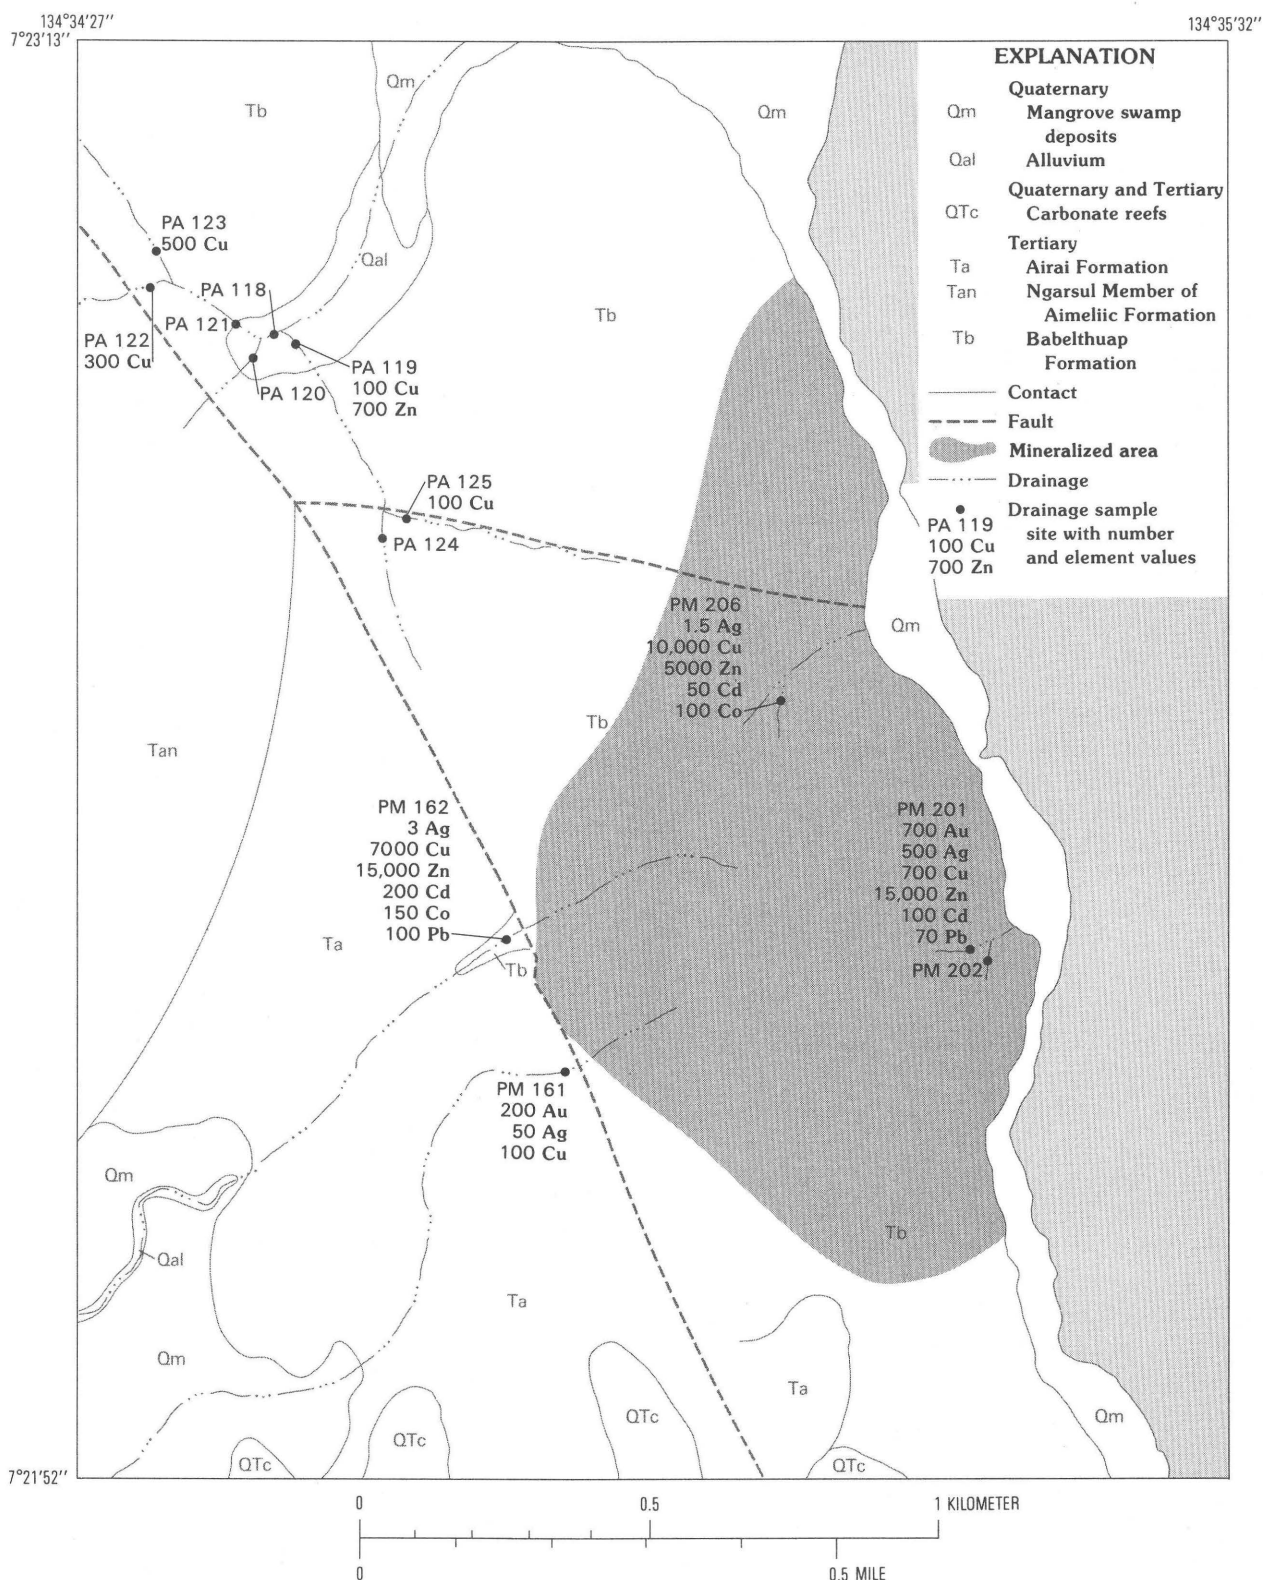 134°34'27"
134°35'32"
7°23'13"
EXPLANATION
Quaternary
Qm Mangrove swamp
deposits
Qal Alluvium
Quaternary and Tertiary
QTc Carbonate reefs
Tertiary
Ta Airai Formation
Tan Ngarsul Member of
Aimeliic Formation
Tb Babelthuap
Formation
Contact
Fault
Mineralized area
Drainage
Drainage sample
site with number
and element values
PA 119
100 Cu
700 Zn
Qm
Tb
Qm
PA 123
500 Cu
Qal
PA 118
Tb
PA 121
PA 122
300 Cu
PA 120
PA 119
100 Cu
700 Zn
PA 125
100 Cu
PA 124
PM 206
1.5 Ag
10,000 Cu
5000 Zn
50 Cd
100 Co
Qm
Tb
Tan
PM 162
3 Ag
7000 Cu
15,000 Zn
200 Cd
150 Co
100 Pb
PM 201
700 Au
500 Ag
700 Cu
15,000 Zn
100 Cd
70 Pb
PM 202
Ta
Tb
PM 161
200 Au
50 Ag
100 Cu
Qm
Tb
Qal
Ta
Qm
Ta
QTc
Qm
QTc
QTc
QTc
7°21'52"
0 0.5 1 KILOMETER
0 0.5 MILE